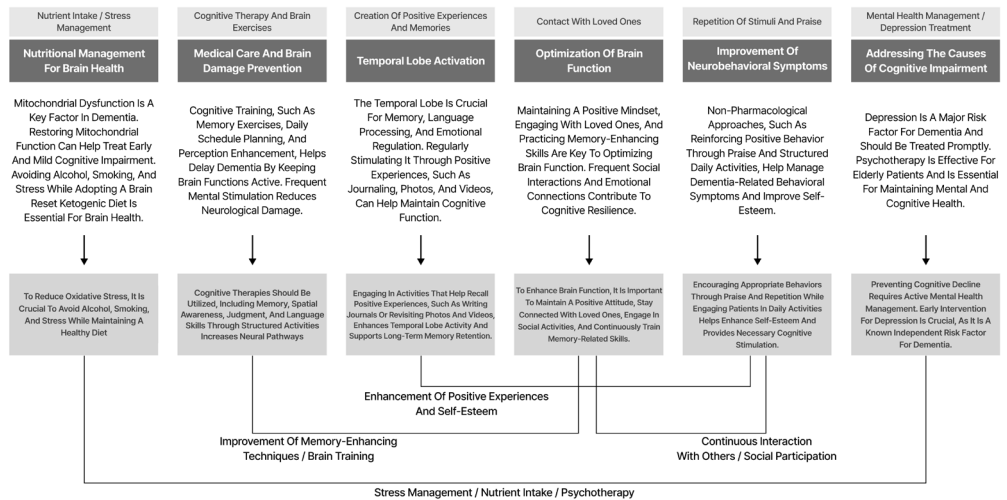 Nutrient Intake / Stress
Management
Nutritional Management
For Brain Health
Mitochondrial Dysfunction Is A
Key Factor In Dementia.
Restoring Mitochondrial
Function Can Help Treat Early
And Mild Cognitive Impairment.
Avoiding Alcohol, Smoking, And
Stress While Adopting A Brain
Reset Ketogenic Diet Is
Essential For Brain Health.
To Reduce Oxidative Stress, It Is
Crucial To Avoid Alcohol, Smoking,
And Stress While Maintaining A
Healthy Diet
Cognitive Therapy And Brain
Exercises
Medical Care And Brain
Damage Prevention
Cognitive Training, Such As
Memory Exercises, Daily
Schedule Planning, And
Perception Enhancement, Helps
Delay Dementia By Keeping
Brain Functions Active. Frequent
Mental Stimulation Reduces
Neurological Damage.
Cognitive Therapies Should Be
Utilized, Including Memory, Spatial
Awareness, Judgment, And Language
Skills Through Structured Activities
Increases Neural Pathways
Creation Of Positive Experiences
And Memories
Temporal Lobe Activation
The Temporal Lobe Is Crucial
For Memory, Language
Processing, And Emotional
Regulation. Regularly
Stimulating It Through Positive
Experiences, Such As
Journaling, Photos, And Videos,
Can Help Maintain Cognitive
Function.
Engaging In Activities That Help Recall
Positive Experiences, Such As Writing
Journals Or Revisiting Photos And Videos,
Enhances Temporal Lobe Activity And
Supports Long-Term Memory Retention.
Contact With Loved Ones
Optimization Of Brain
Function
Maintaining A Positive Mindset,
Engaging With Loved Ones, And
Practicing Memory-Enhancing
Skills Are Key To Optimizing
Brain Function. Frequent Social
Interactions And Emotional
Connections Contribute To
Cognitive Resilience.
To Enhance Brain Function, It Is Important
To Maintain A Positive Attitude, Stay
Connected With Loved Ones, Engage In
Social Activities, And Continuously Train
Memory-Related Skills.
Repetition Of Stimuli And Praise
Improvement Of
Neurobehavioral Symptoms
Non-Pharmacological
Approaches, Such As
Reinforcing Positive Behavior
Through Praise And Structured
Daily Activities, Help Manage
Dementia-Related Behavioral
Symptoms And Improve Self-
Esteem.
Encouraging Appropriate Behaviors
Through Praise And Repetition While
Engaging Patients In Daily Activities
Helps Enhance Self-Esteem And
Provides Necessary Cognitive
Stimulation.
Mental Health Management /
Depression Treatment
Addressing The Causes
Of Cognitive Impairment
Depression Is A Major Risk
Factor For Dementia And
Should Be Treated Promptly.
Psychotherapy Is Effective For
Elderly Patients And Is Essential
For Maintaining Mental And
Cognitive Health.
Preventing Cognitive Decline
Requires Active Mental Health
Management. Early Intervention
For Depression Is Crucial, As It Is A
Known Independent Risk Factor
For Dementia.
Enhancement Of Positive Experiences
And Self-Esteem
Improvement Of Memory-Enhancing
Techniques / Brain Training
Continuous Interaction
With Others / Social Participation
Stress Management / Nutrient Intake / Psychotherapy